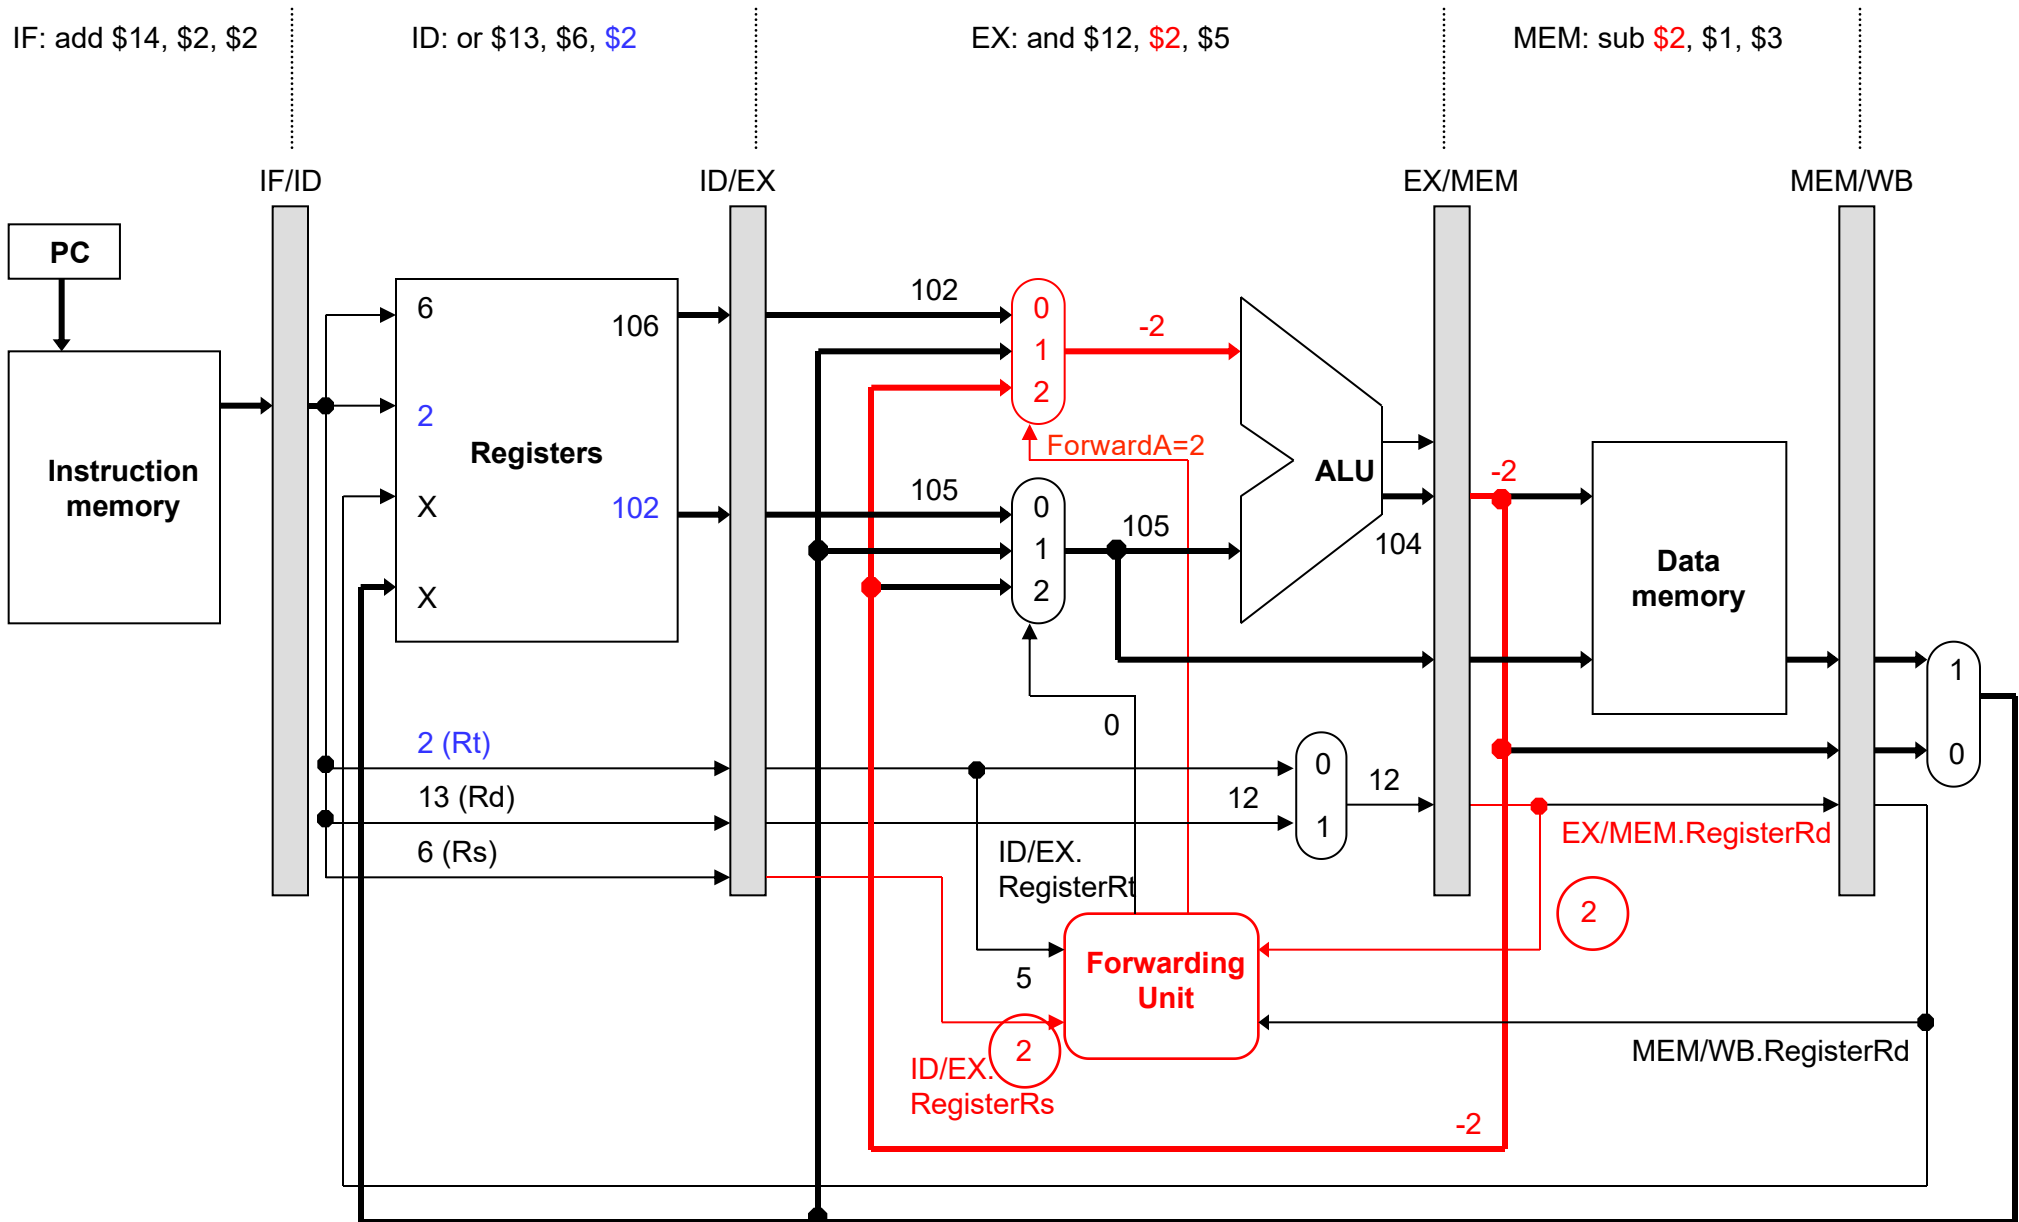 IF: add $14, $2, $2
ID: or $13, $6, $2
EX: and $12, $2, $5
MEM: sub $2, $1, $3
IF/ID
ID/EX
EX/MEM
MEM/WB
PC
Instruction
memory
6
2
X
X
Registers
106
102
102
0
1
2
-2
ForwardA=2
105
0
1
2
105
ALU
104
-2
Data
memory
1
0
0
2 (Rt)
13 (Rd)
6 (Rs)
12
0
1
12
EX/MEM.RegisterRd
2
ID/EX.
RegisterRt
5
Forwarding
Unit
2
ID/EX.
RegisterRs
MEM/WB.RegisterRd
-2